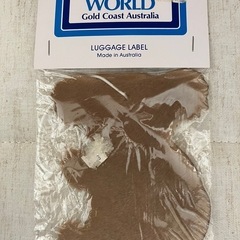 WORLD
Gold Coast Australia
LUGGAGE LABEL
Made in Australia